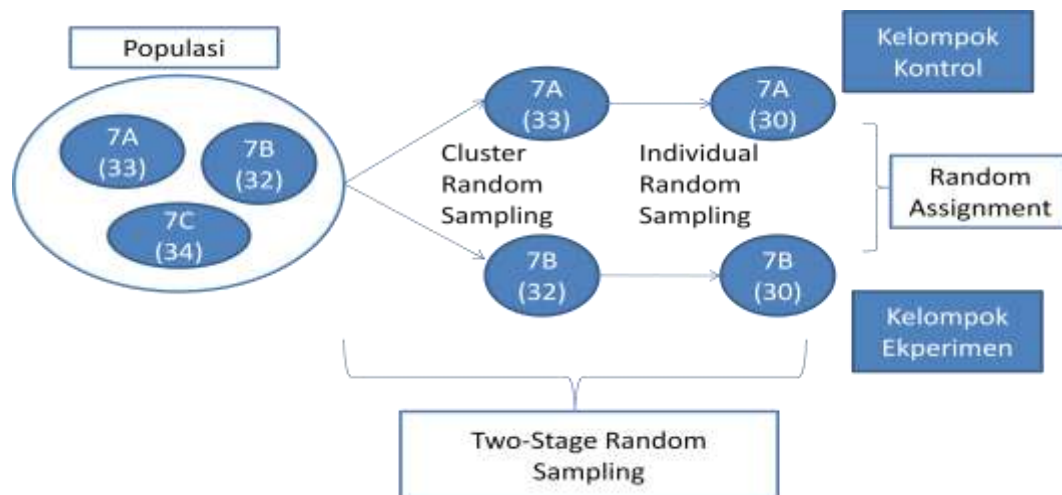 Populasi
7A
(33)
7B
(32)
7C
(34)
7A
(33)
7A
(30)
Kelompok
Kontrol
Cluster
Random
Sampling
Individual
Random
Sampling
Random
Assignment
7B
(32)
7B
(30)
Kelompok
Ekperimen
Two-Stage Random
Sampling